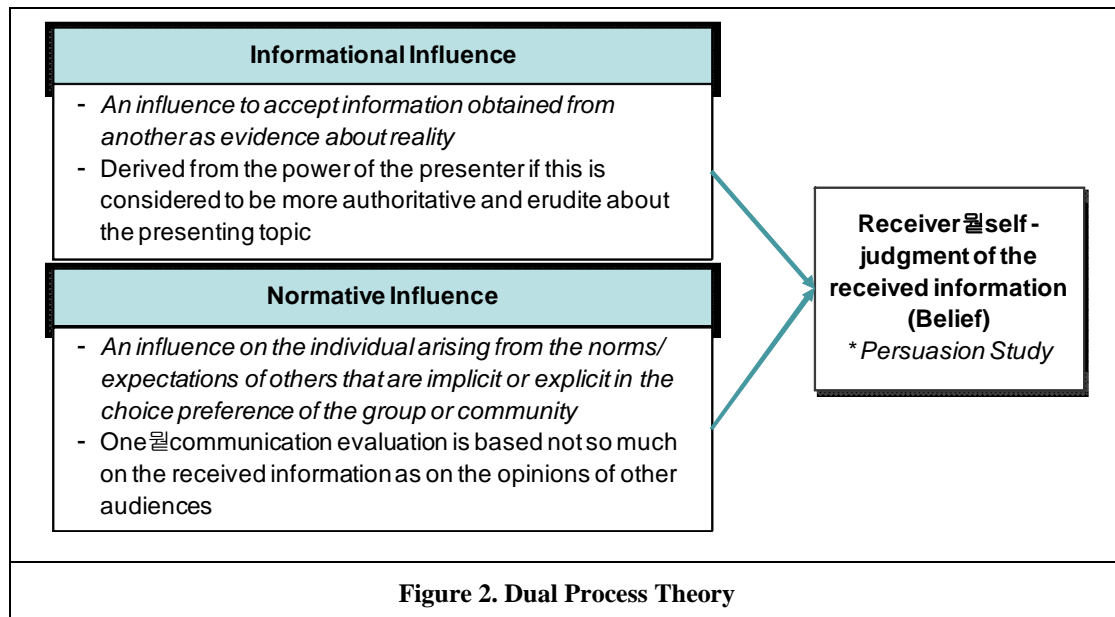 Informational Influence
- An influence to accept information obtained from
another as evidence about reality
- Derived from the power of the presenter if this is
considered to be more authoritative and erudite about
the presenting topic
Normative Influence
- An influence on the individual arising from the norms/
expectations of others that are implicit or explicit in the
choice preference of the group or community
- One뭩communication evaluation is based not so much
on the received information as on the opinions of other
audiences
Receiver뭩self -
judgment of the
received information
(Belief)
* Persuasion Study
Figure 2. Dual Process Theory